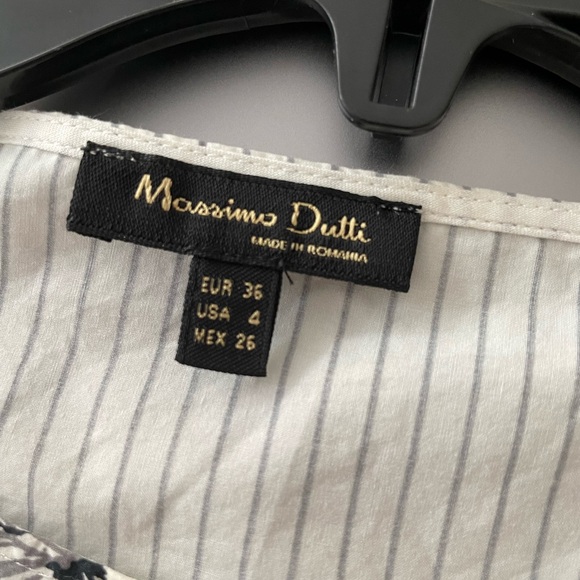 Massimo Dutti
MADE IN ROMANIA
EUR 36
USA 4
MEX 26